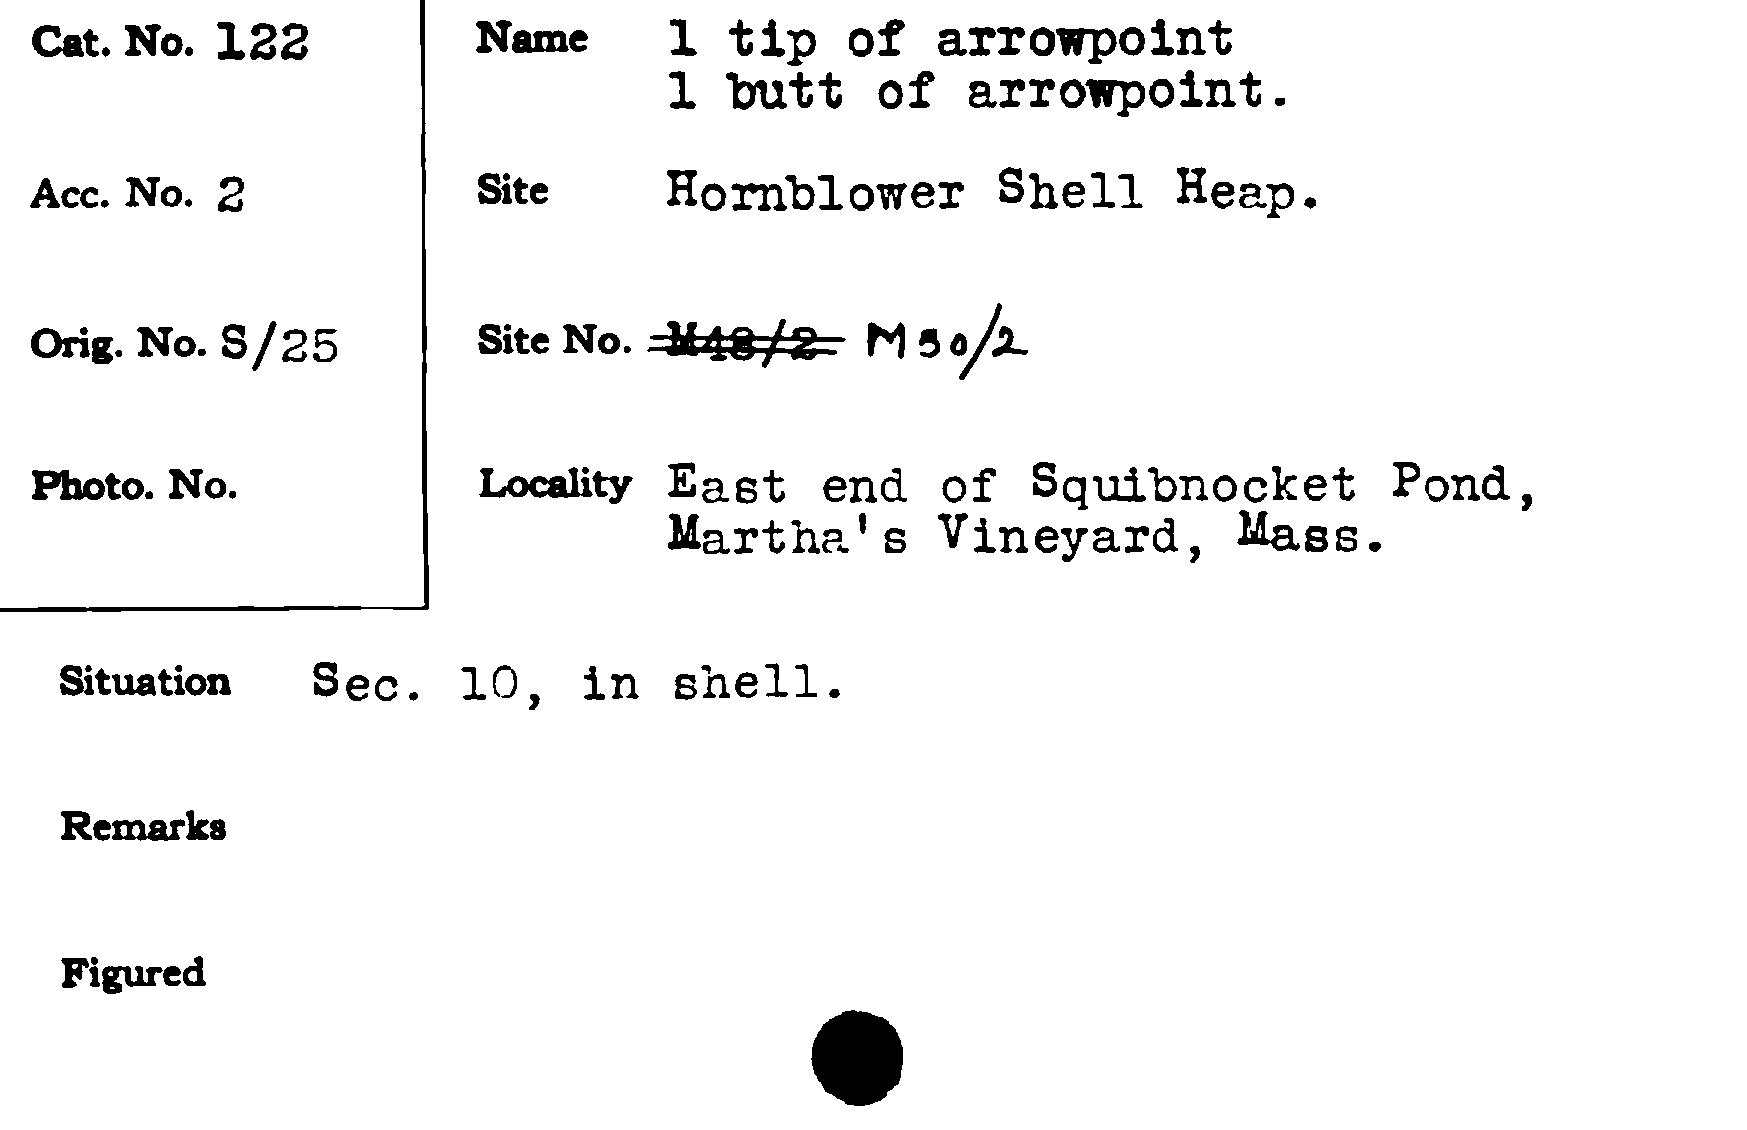 Cat. No. 122
Name 1 tip of arrowpoint
1 butt of arrowpoint.
Acc. No. 2
Site Hornblower Shell Heap.
Orig. No. S/25
Site No. M48/2 M50/2
Photo. No.
Locality East end of Squibnocket Pond,
Martha's Vineyard, Mass.
Situation Sec. 10, in shell.
Remarks
Figured